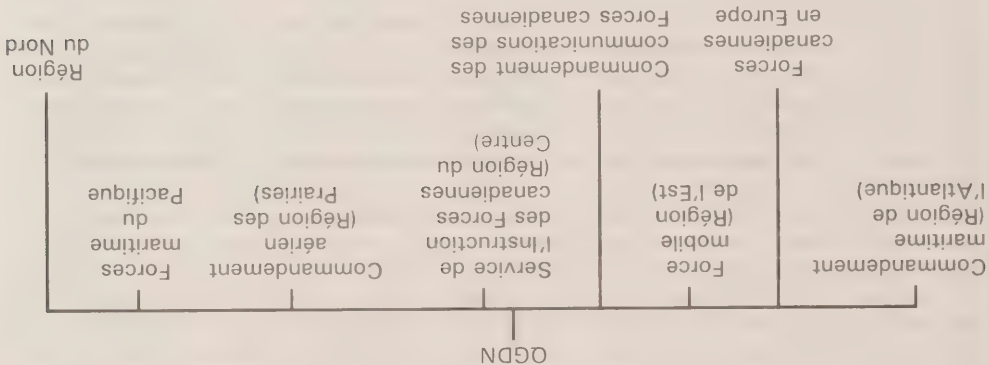 QGDN
Commandement
maritime
(Région de
l'Atlantique)
Forces
canadiennes
en Europe
Force
mobile
(Région
de l'Est)
Commandement des
communications des
Forces canadiennes
Service de
l'Instruction
des Forces
canadiennes
(Région du
Centre)
Commandement
aérien
(Région des
Prairies)
Forces
maritime
du
Pacifique
Région
du Nord